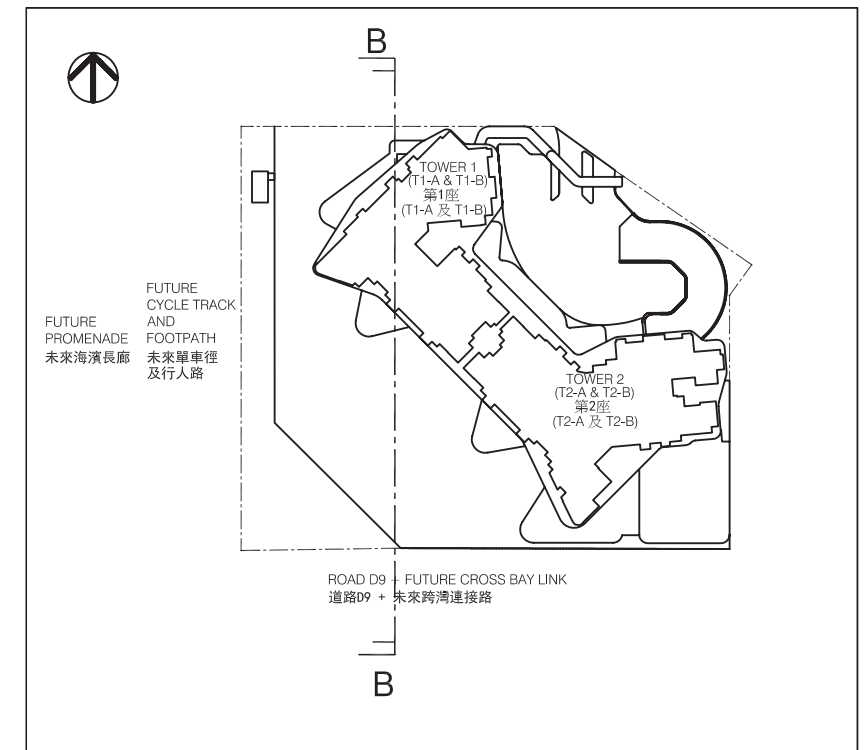 B
TOWER 1
(T1-A & T1-B)
第1座
(T1-A 及 T1-B)
FUTURE
CYCLE TRACK
AND
FOOTPATH
未來單車徑
及行人路
FUTURE
PROMENADE
未來海濱長廊
TOWER 2
(T2-A & T2-B)
第2座
(T2-A 及 T2-B)
ROAD D9 + FUTURE CROSS BAY LINK
道路D9 + 未來跨灣連接路
B